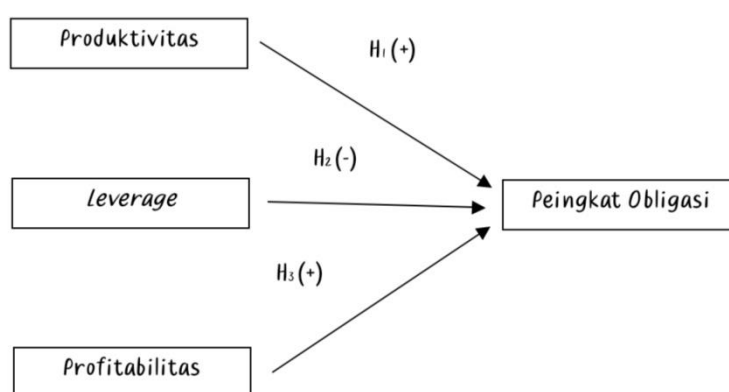 Produktivitas
H₁ (+)
H₂ (-)
Leverage
Peingkat Obligasi
H₃ (+)
Profitabilitas